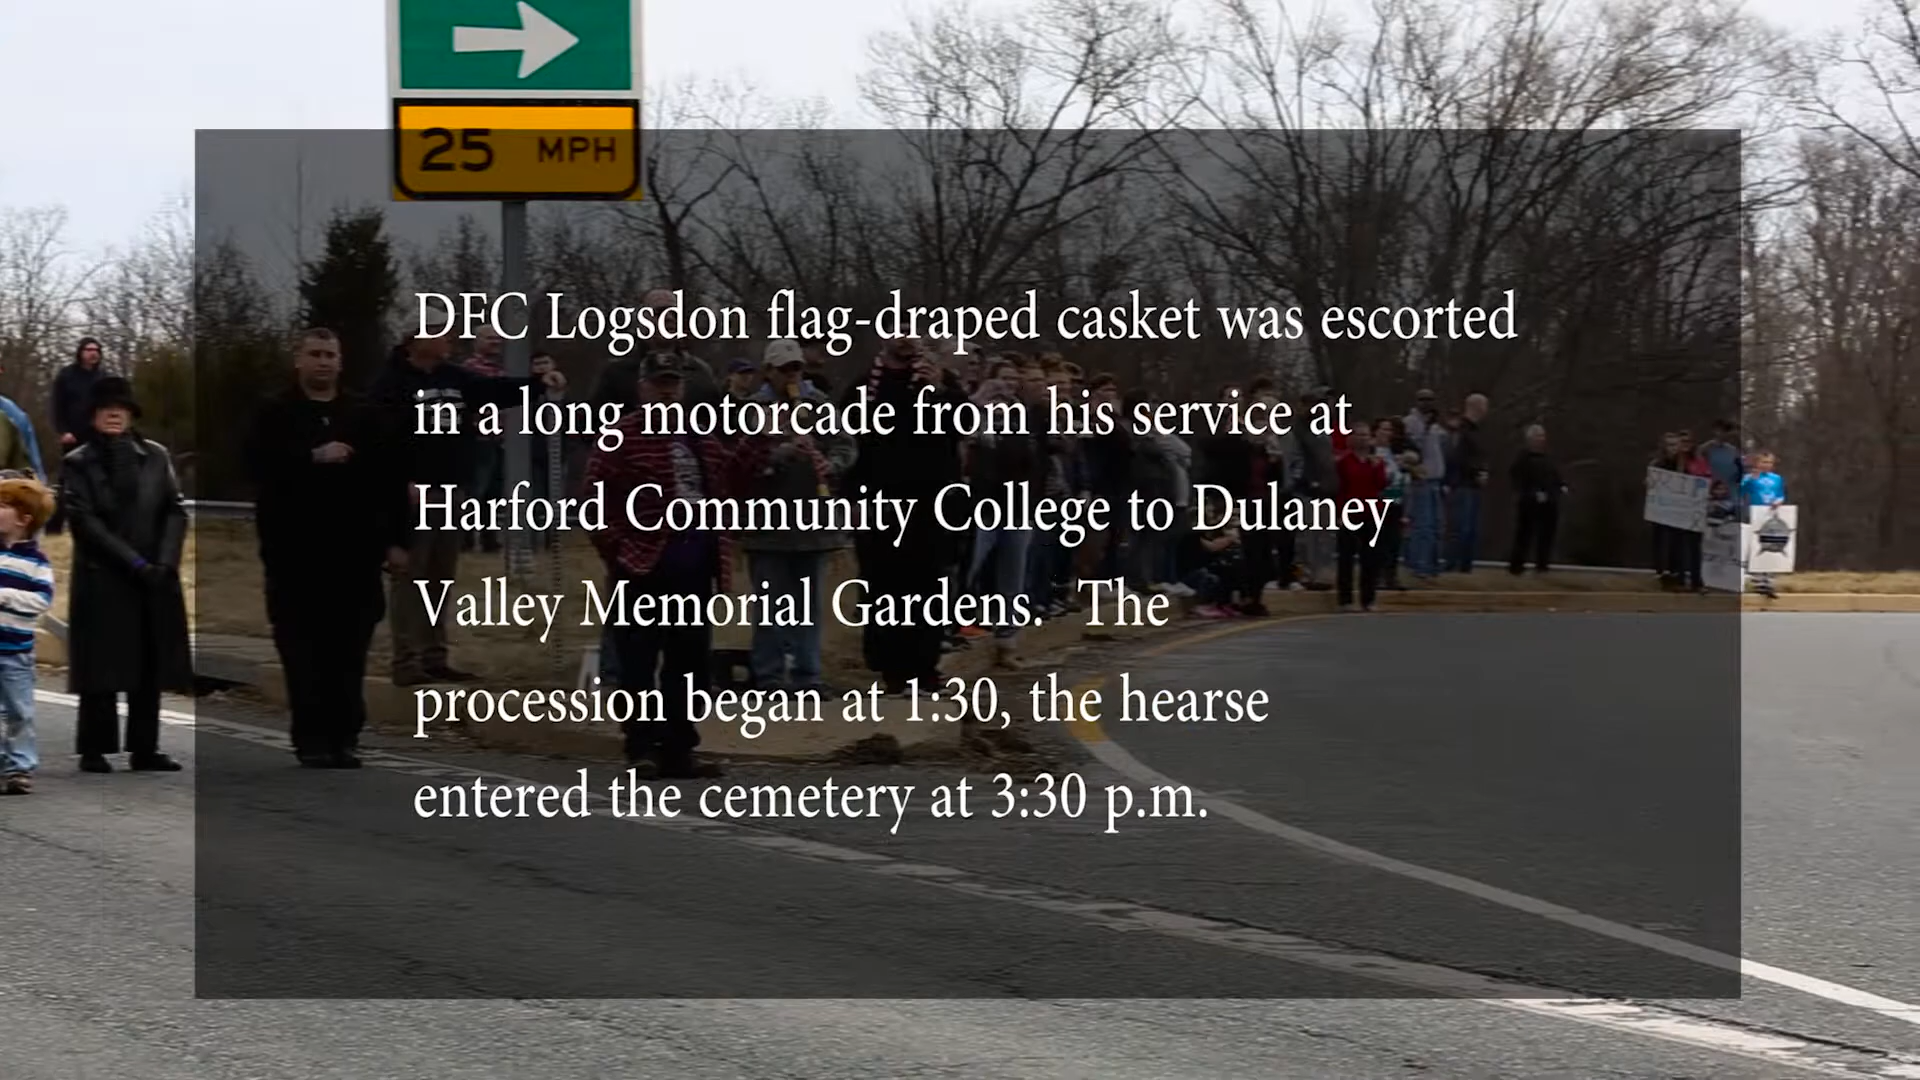 25 MPH
DFC Logsdon flag-draped casket was escorted
in a long motorcade from his service at
Harford Community College to Dulaney
Valley Memorial Gardens.  The
procession began at 1:30, the hearse
entered the cemetery at 3:30 p.m.